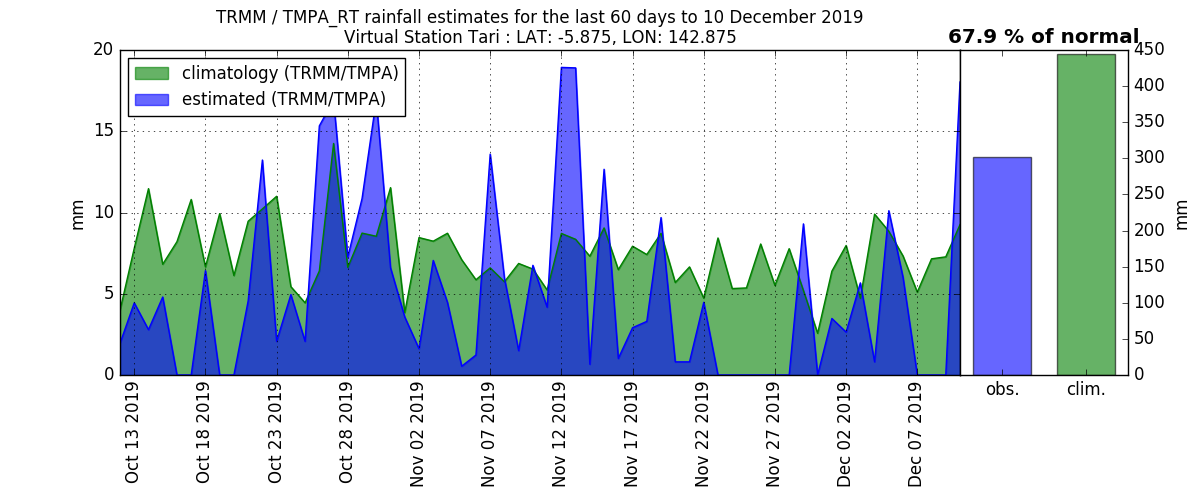 TRMM / TMPA_RT rainfall estimates for the last 60 days to 10 December 2019
Virtual Station Tari : LAT: -5.875, LON: 142.875
67.9 % of normal
climatology (TRMM/TMPA)
estimated (TRMM/TMPA)
20
15
10
5
0
mm
450
400
350
300
250
200
150
100
50
0
mm
obs.
clim.
Oct 13 2019
Oct 18 2019
Oct 23 2019
Oct 28 2019
Nov 02 2019
Nov 07 2019
Nov 12 2019
Nov 17 2019
Nov 22 2019
Nov 27 2019
Dec 02 2019
Dec 07 2019